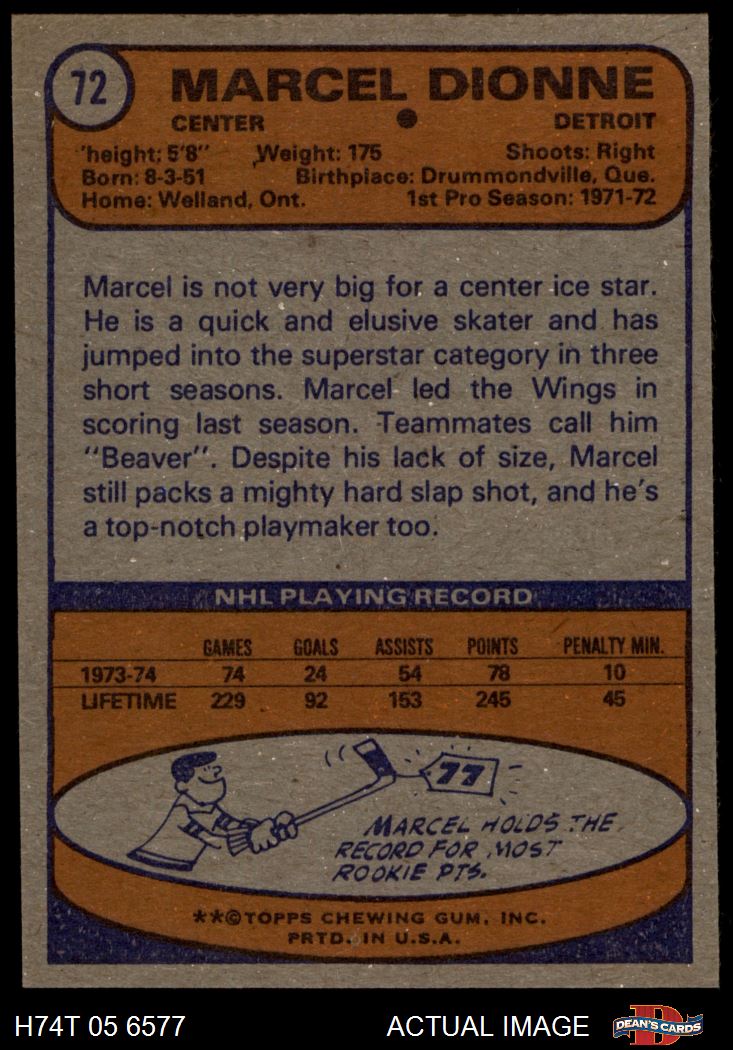 72
MARCEL DIONNE
CENTER • DETROIT
'height: 5'8" Weight: 175 Shoots: Right
Born: 8-3-51 Birthplace: Drummondville, Que.
Home: Welland, Ont. 1st Pro Season: 1971-72
Marcel is not very big for a center ice star.
He is a quick and elusive skater and has
jumped into the superstar category in three
short seasons. Marcel led the Wings in
scoring last season. Teammates call him
"Beaver". Despite his lack of size, Marcel
still packs a mighty hard slap shot, and he's
a top-notch playmaker too.
NHL PLAYING RECORD
GAMES GOALS ASSISTS POINTS PENALTY MIN.
1973-74 74 24 54 78 10
LIFETIME 229 92 153 245 45
77
MARCEL HOLDS THE
RECORD FOR MOST
ROOKIE PTS.
**©TOPPS CHEWING GUM, INC.
PRTD. IN U.S.A.
H74T 05 6577 ACTUAL IMAGE DEAN'S CARDS